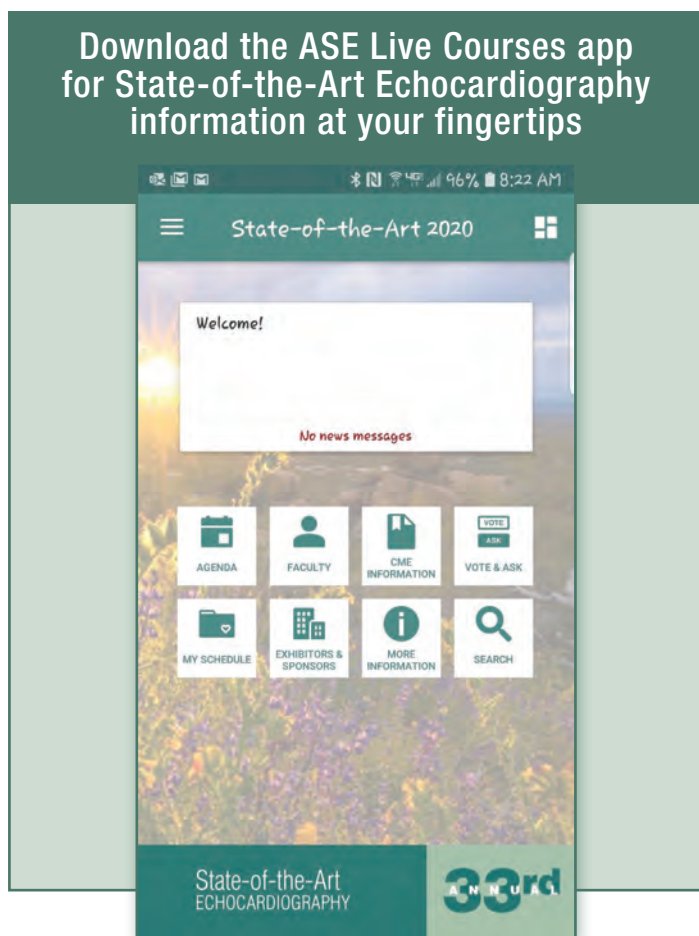 Download the ASE Live Courses app
for State-of-the-Art Echocardiography
information at your fingertips
4G 96% 8:22 AM
State-of-the-Art 2020
Welcome!
No news messages
VOTE
ASK
AGENDA
FACULTY
CME
INFORMATION
VOTE & ASK
MY SCHEDULE
EXHIBITORS &
SPONSORS
MORE
INFORMATION
SEARCH
State-of-the-Art
ECHOCARDIOGRAPHY
33rd
ANNUAL